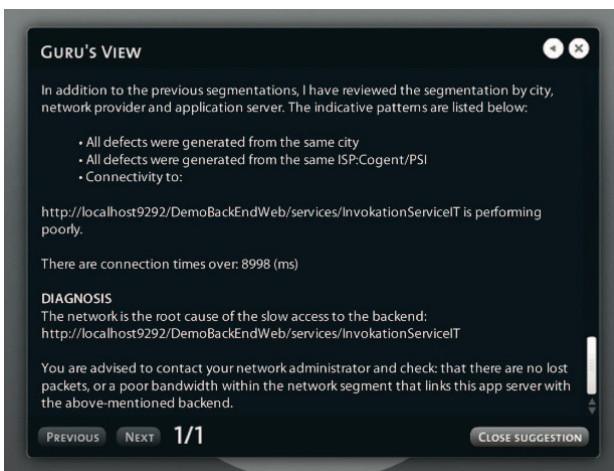 GURU'S VIEW
In addition to the previous segmentations, I have reviewed the segmentation by city,
network provider and application server. The indicative patterns are listed below:
• All defects were generated from the same city
• All defects were generated from the same ISP:Cogent/PSI
• Connectivity to:
http://localhost9292/DemoBackEndWeb/services/InvokationServiceIT is performing
poorly.
There are connection times over: 8998 (ms)
DIAGNOSIS
The network is the root cause of the slow access to the backend:
http://localhost9292/DemoBackEndWeb/services/InvokationServiceIT
You are advised to contact your network administrator and check: that there are no lost
packets, or a poor bandwidth within the network segment that links this app server with
the above-mentioned backend.
PREVIOUS NEXT 1/1 CLOSE SUGGESTION